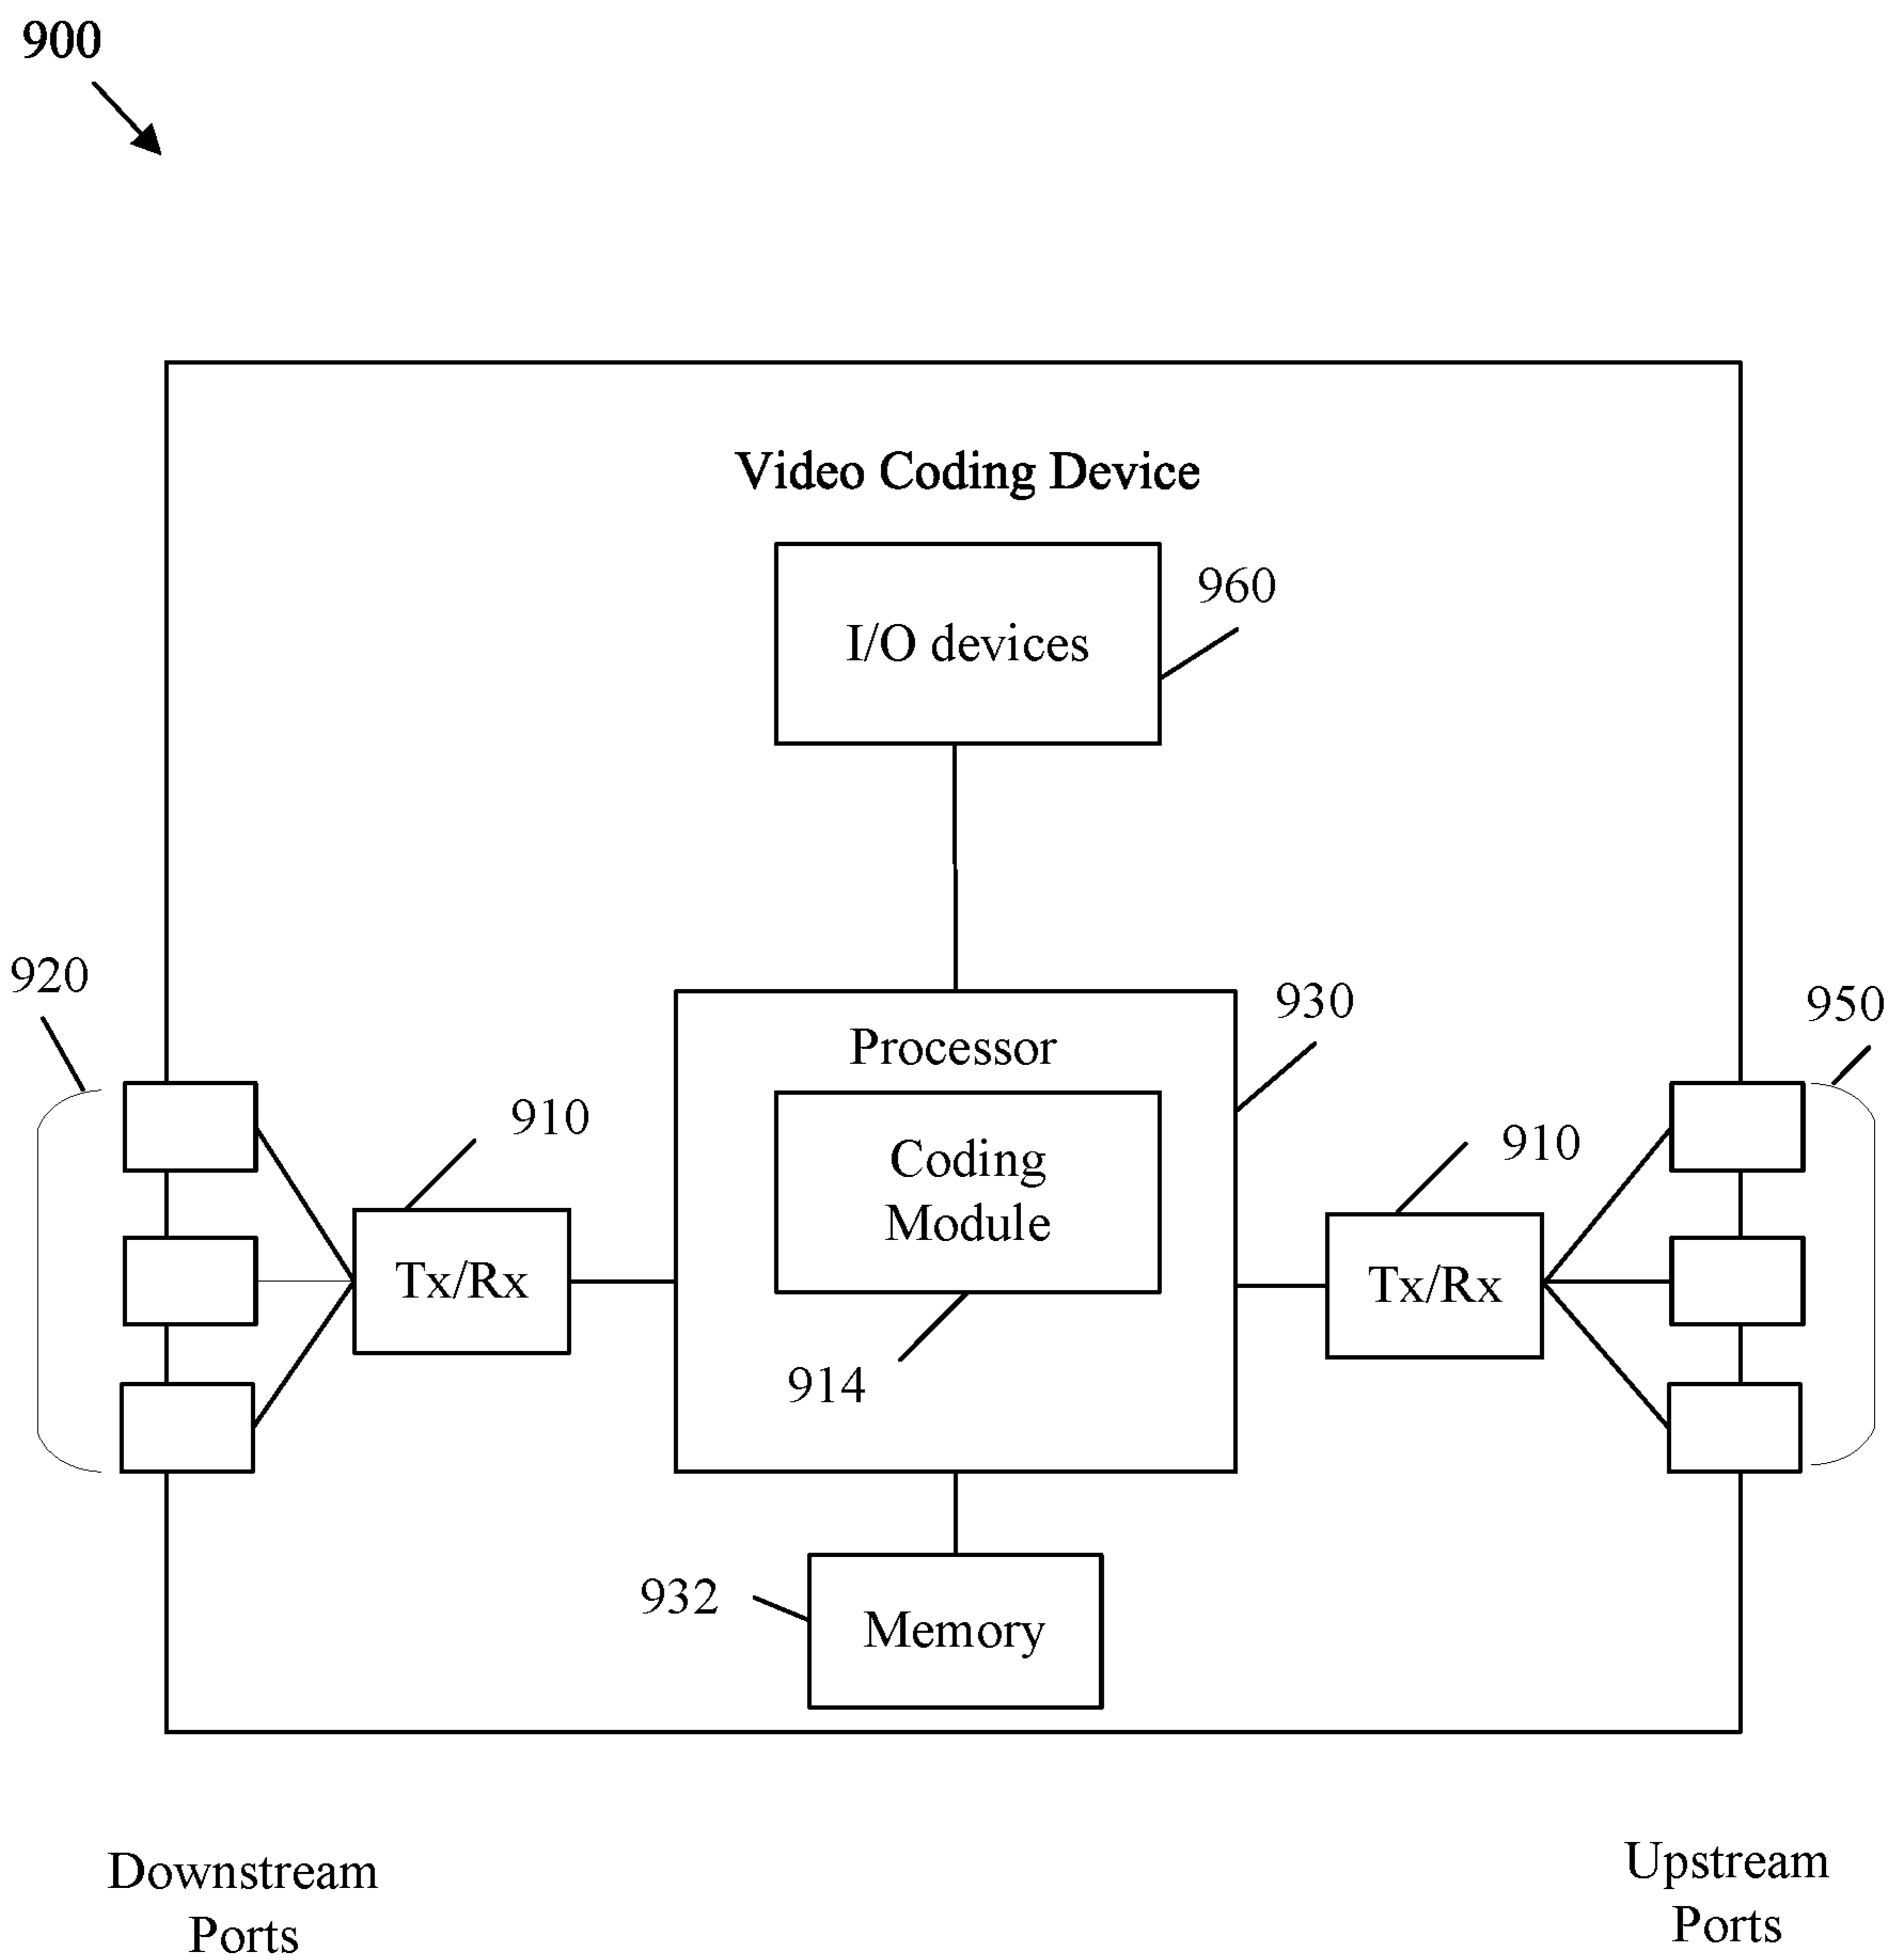 900
Video Coding Device
I/O devices
960
920
930
950
Processor
910
Coding
Module
910
Tx/Rx
Tx/Rx
914
932
Memory
Downstream
Ports
Upstream
Ports